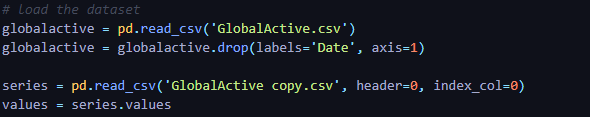 # load the dataset
globalactive = pd.read_csv('GlobalActive.csv')
globalactive = globalactive.drop(labels='Date', axis=1)
series = pd.read_csv('GlobalActive copy.csv', header=0, index_col=0)
values = series.values